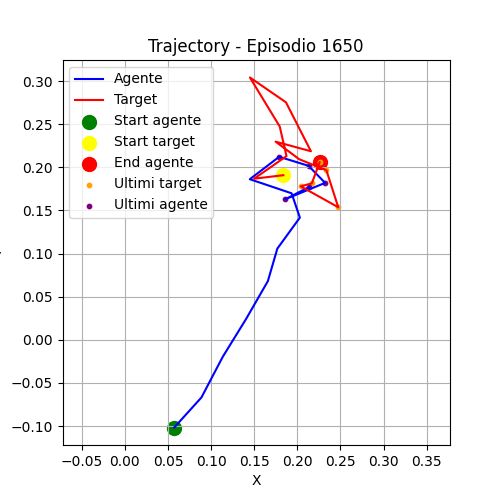 Trajectory - Episodio 1650
Agente
Target
Start agente
Start target
End agente
Ultimi target
Ultimi agente
0.30
0.25
0.20
0.15
0.10
0.05
0.00
−0.05
−0.10
−0.05
0.00
0.05
0.10
0.15
0.20
0.25
0.30
0.35
X